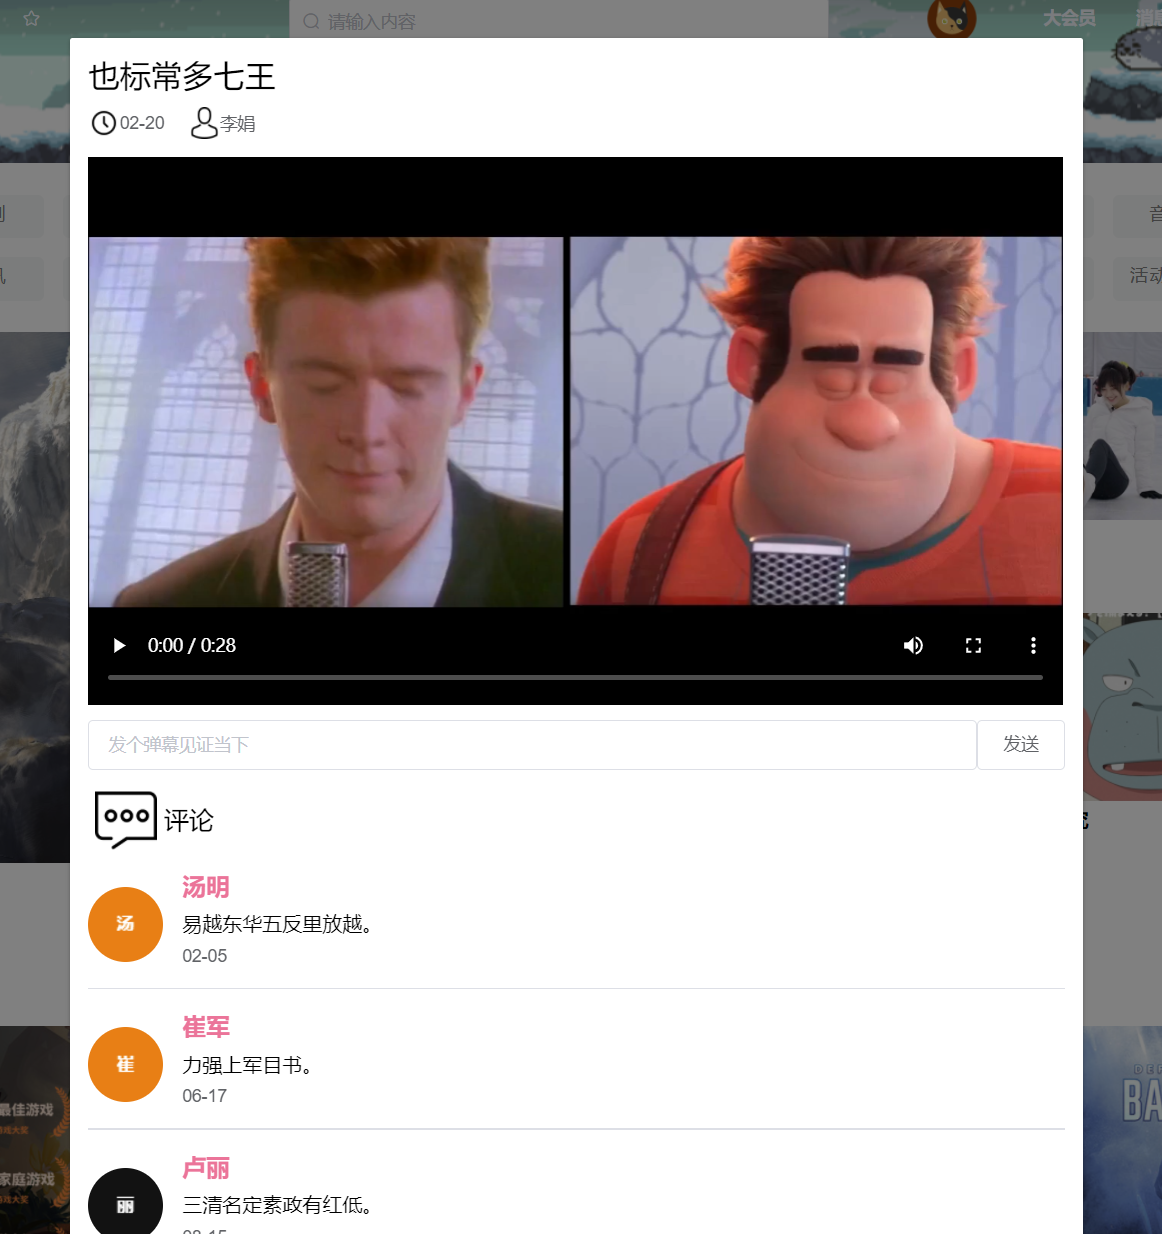 请输入内容
大会员
也标常多七王
02-20
李娟
活动
0:00 / 0:28
发个弹幕见证当下
发送
评论
汤
汤明
易越东华五反里放越。
02-05
崔
崔军
力强上军目书。
06-17
最佳游戏
家庭游戏
BA
丽
卢丽
三清名定素政有红低。